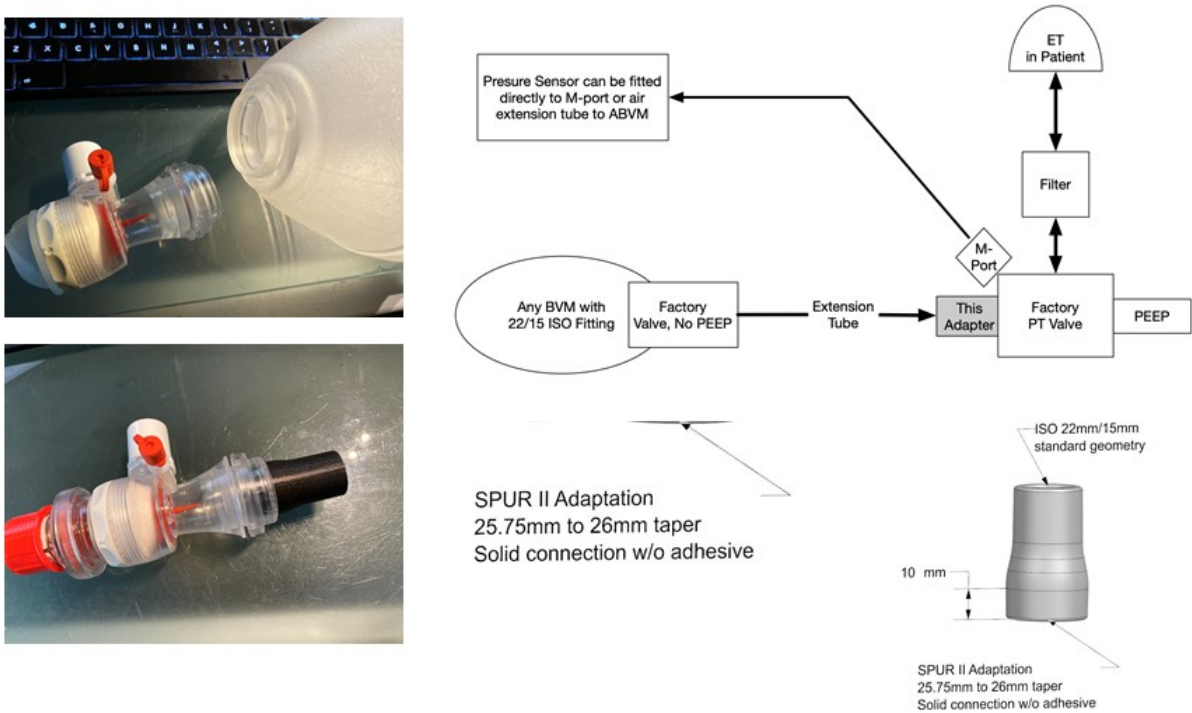 Z X C V B N M < > ?
Presure Sensor can be fitted
directly to M-port or air
extension tube to ABVM
ET
in Patient
Filter
M-
Port
Any BVM with
22/15 ISO Fitting
Factory
Valve, No PEEP
Extension
Tube
This
Adapter
Factory
PT Valve
PEEP
SPUR II Adaptation
25.75mm to 26mm taper
Solid connection w/o adhesive
ISO 22mm/15mm
standard geometry
10 mm
SPUR II Adaptation
25.75mm to 26mm taper
Solid connection w/o adhesive